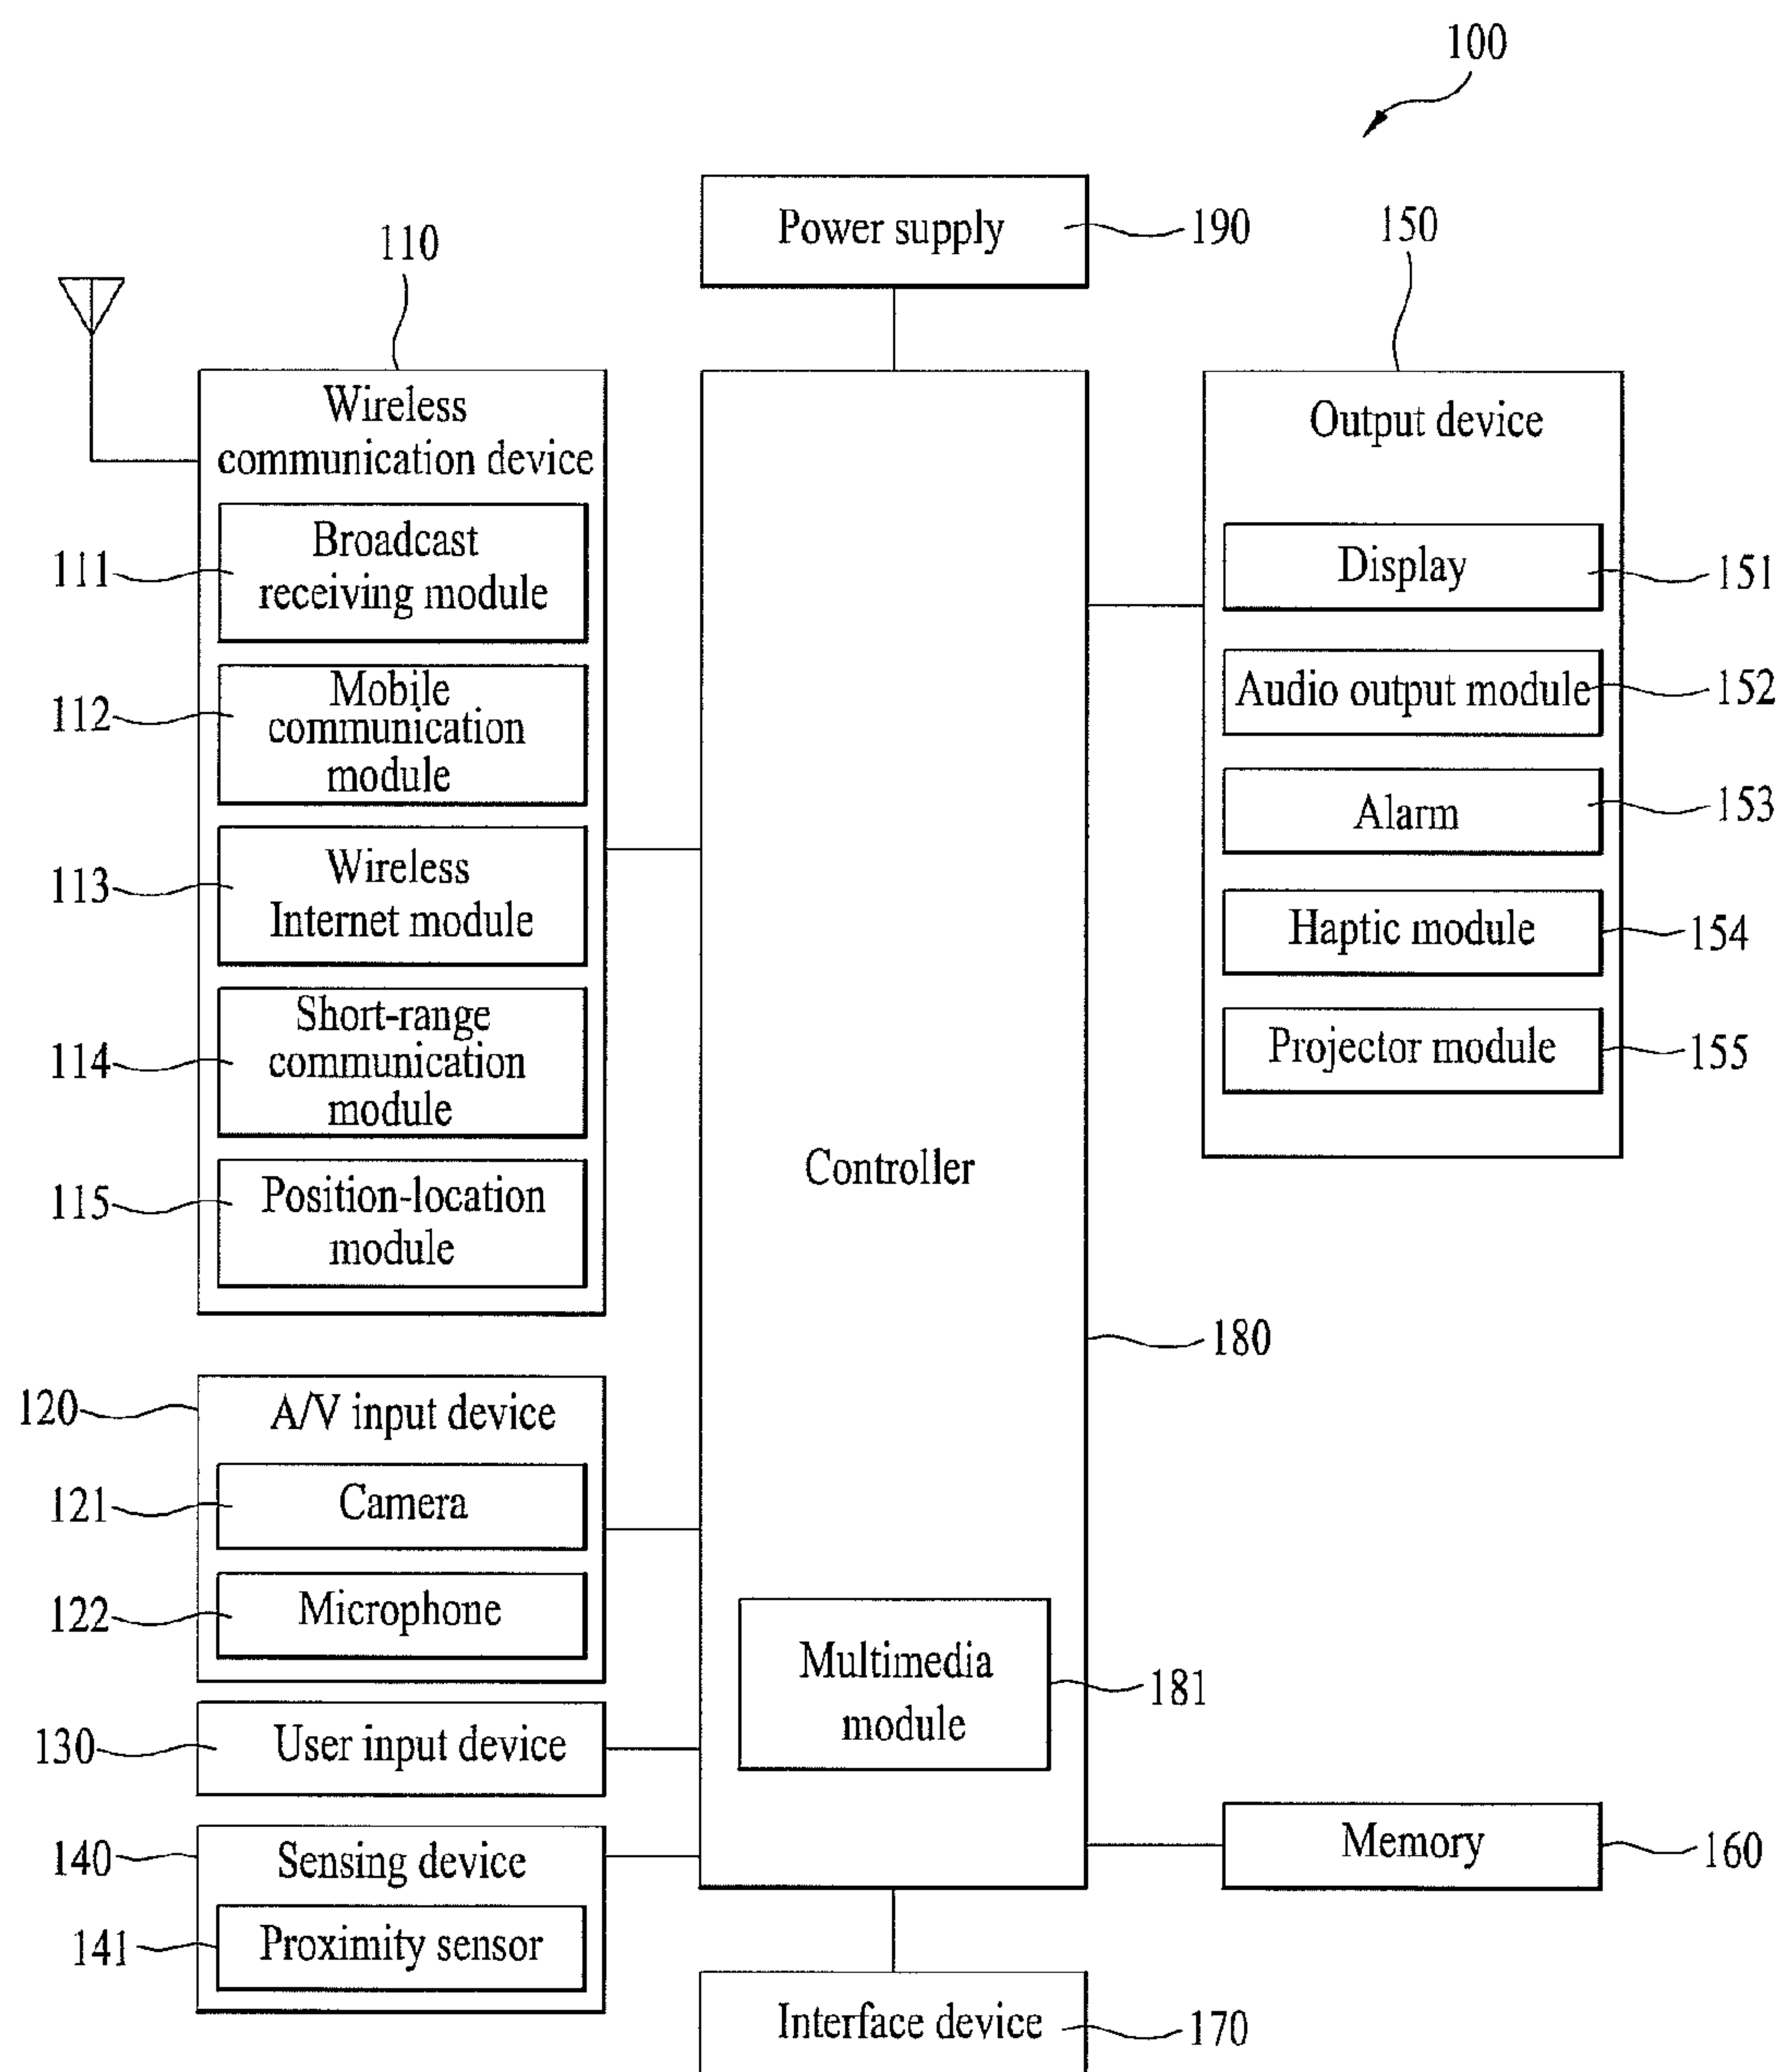 100
Power supply
190
110
150
Wireless
communication device
Output device
111
Broadcast
receiving module
Display
151
112
Mobile
communication
module
Audio output module
152
Alarm
153
113
Wireless
Internet module
Haptic module
154
114
Short-range
communication
module
Projector module
155
115
Position-location
module
Controller
180
120
A/V input device
121
Camera
122
Microphone
Multimedia
module
181
130
User input device
140
Sensing device
Memory
160
141
Proximity sensor
Interface device
170